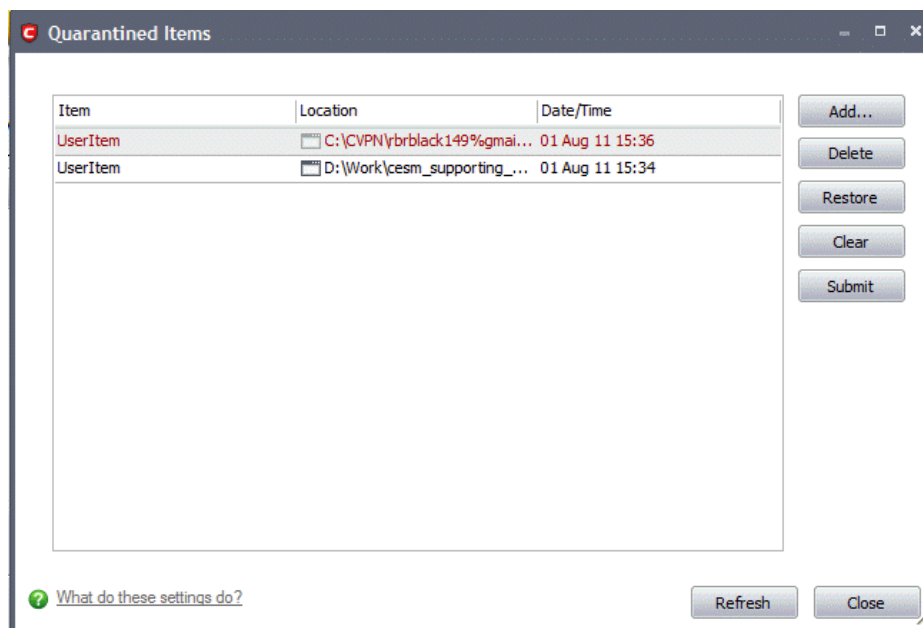 Quarantined Items
Item Location Date/Time
UserItem C:\CVPN\rbrblack149%gmai... 01 Aug 11 15:36
UserItem D:\Work\cesm_supporting_... 01 Aug 11 15:34
Add...
Delete
Restore
Clear
Submit
What do these settings do?
Refresh Close